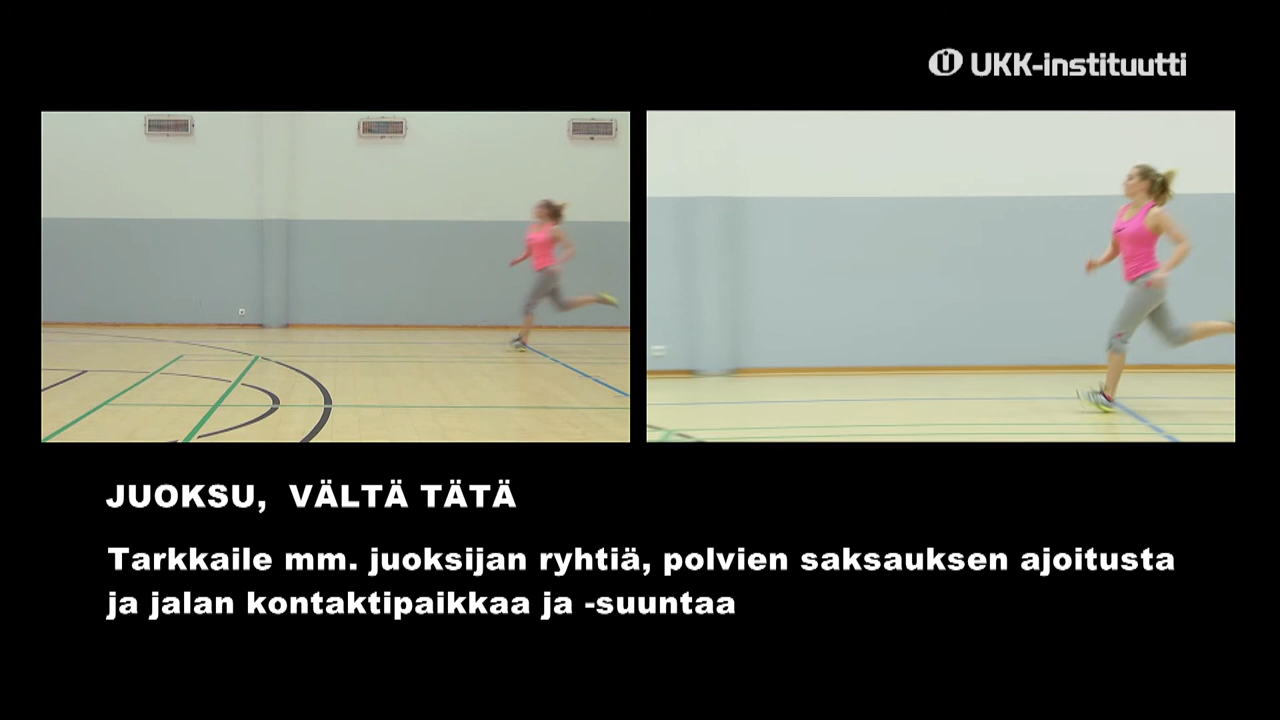 UKK-instituutti
JUOKSU, VÄLTÄ TÄTÄ
Tarkkaile mm. juoksijan ryhtiä, polvien saksauksen ajoitusta
ja jalan kontaktipaikkaa ja -suuntaa